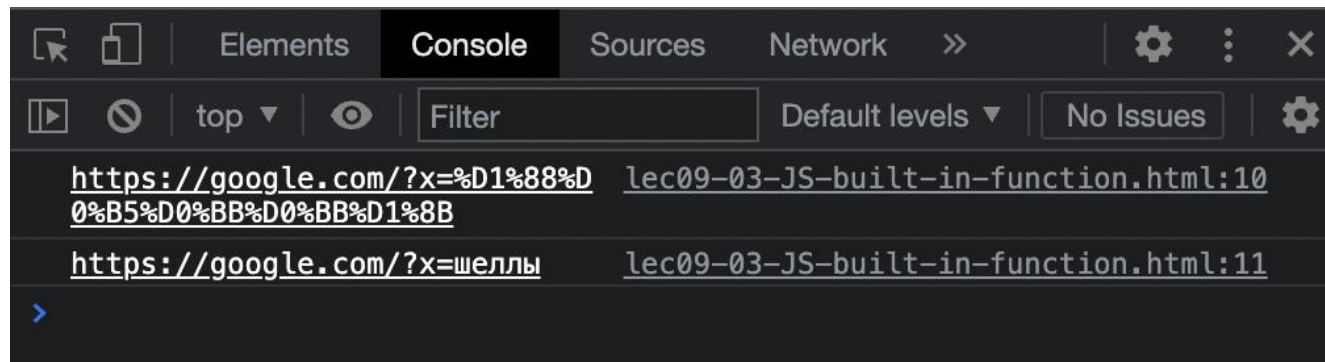 Elements Console Sources Network
top Filter Default levels No Issues
https://google.com/?x=%D1%88%D lec09-03-JS-built-in-function.html:10
0%B5%D0%BB%D0%BB%D1%8B
https://google.com/?x=шеллы lec09-03-JS-built-in-function.html:11